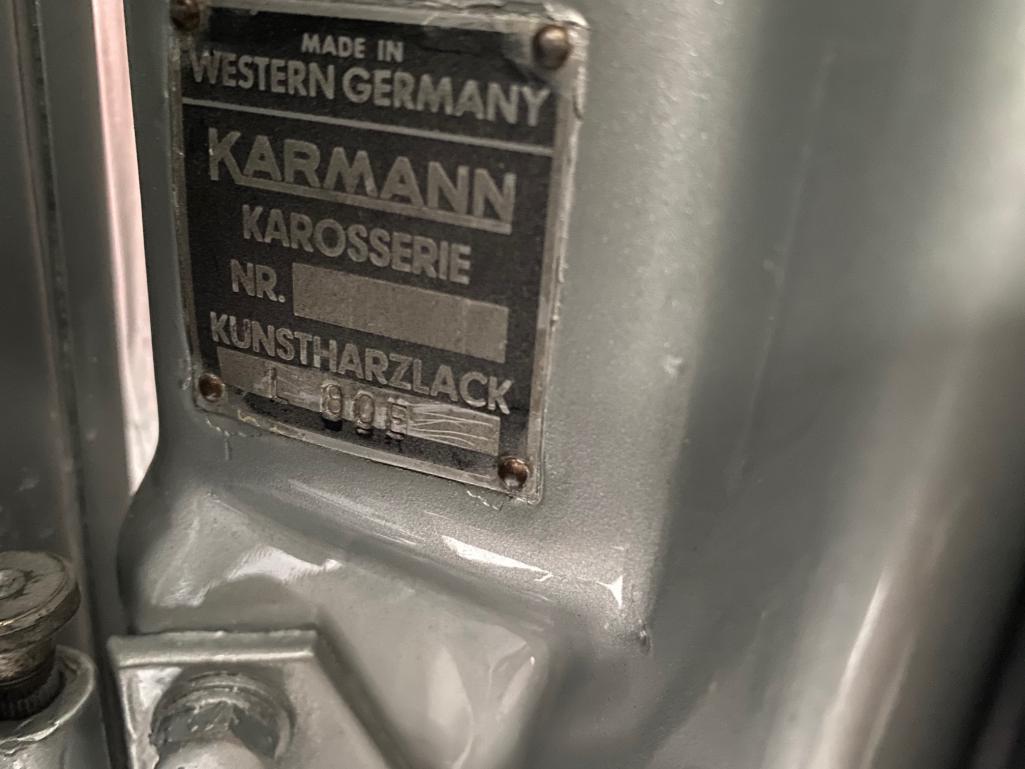 MADE IN
WESTERN GERMANY
KARMANN
KAROSSERIE
NR.
KUNSTHARZLACK
L